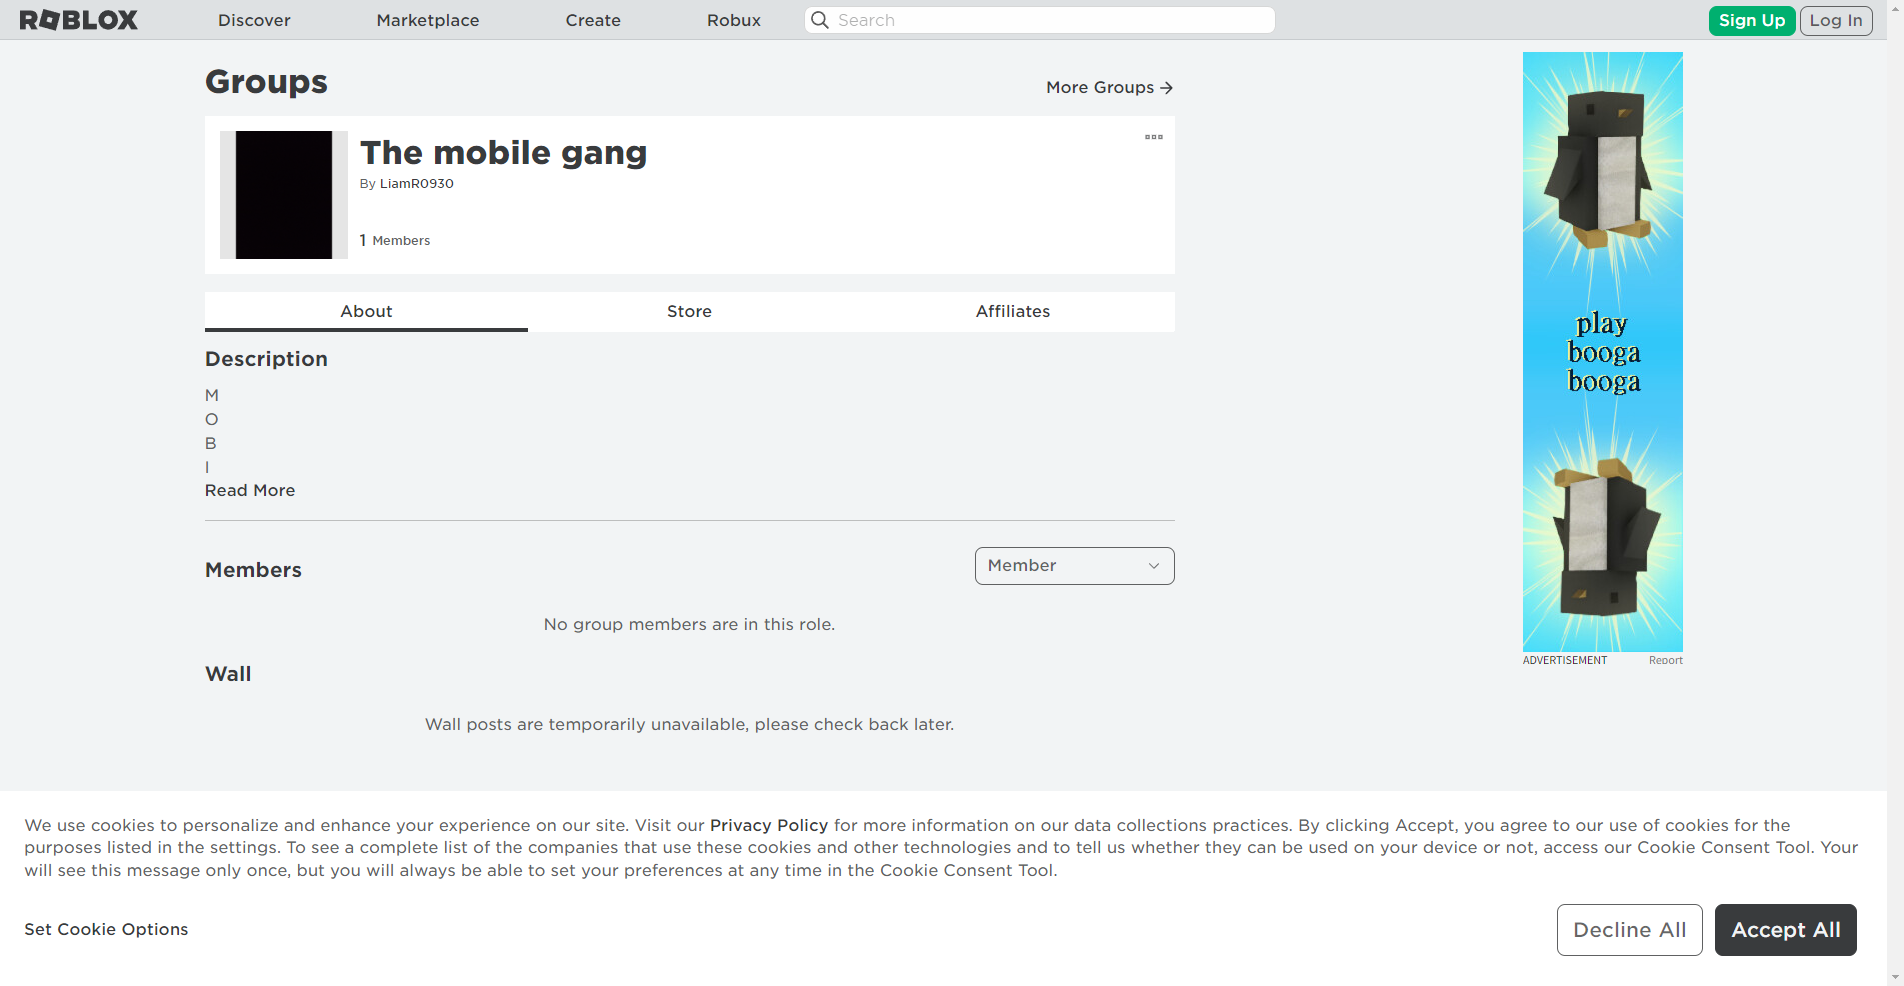 ROBLOX
Discover
Marketplace
Create
Robux
Search
Sign Up
Log In
Groups
More Groups
The mobile gang
By LiamR0930
1 Members
About
Store
Affiliates
Description
M
O
B
I
Read More
Members
Member
No group members are in this role.
Wall
Wall posts are temporarily unavailable, please check back later.
play
booga
booga
ADVERTISEMENT
Report
We use cookies to personalize and enhance your experience on our site. Visit our Privacy Policy for more information on our data collections practices. By clicking Accept, you agree to our use of cookies for the
purposes listed in the settings. To see a complete list of the companies that use these cookies and other technologies and to tell us whether they can be used on your device or not, access our Cookie Consent Tool. Your
will see this message only once, but you will always be able to set your preferences at any time in the Cookie Consent Tool.
Set Cookie Options
Decline All
Accept All